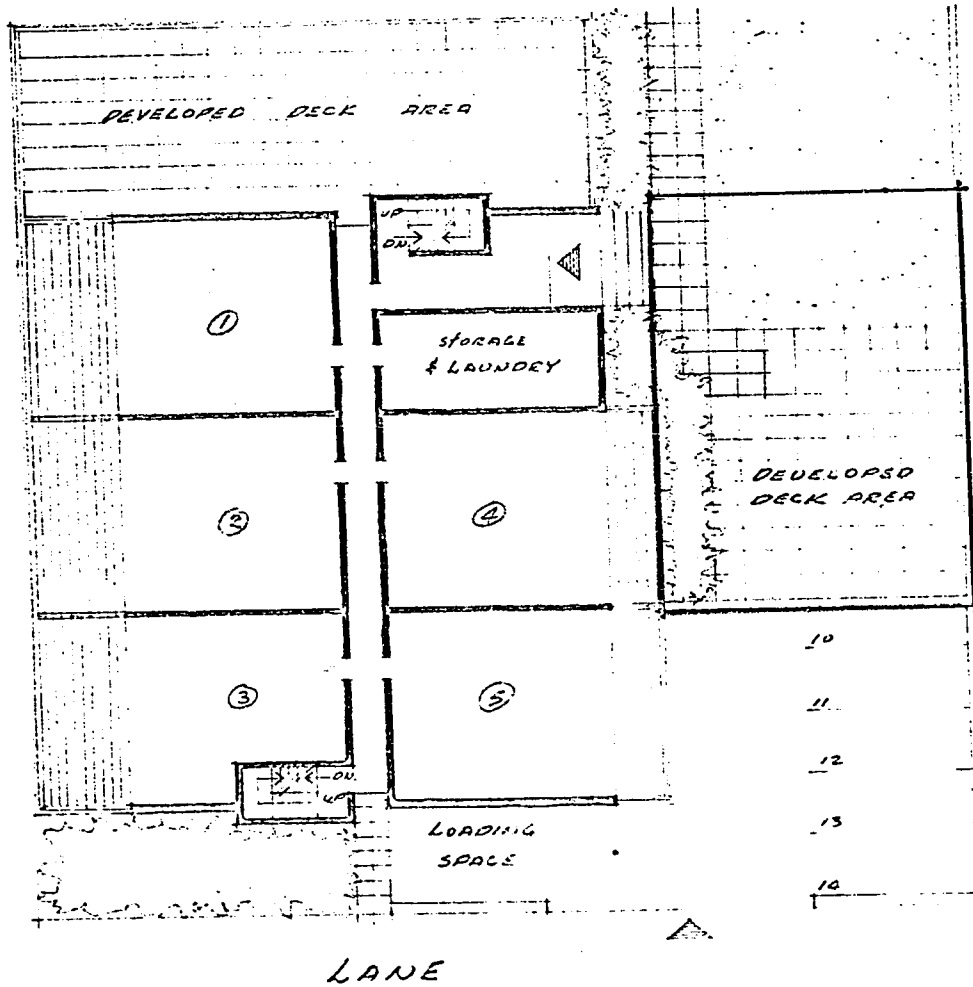 DEVELOPED DECK AREA
UP
DN.
1
STORAGE
& LAUNDRY
2
4
DEVELOPED
DECK AREA
3
5
10
11
12
13
14
DN.
UP
LOADING
SPACE
LANE